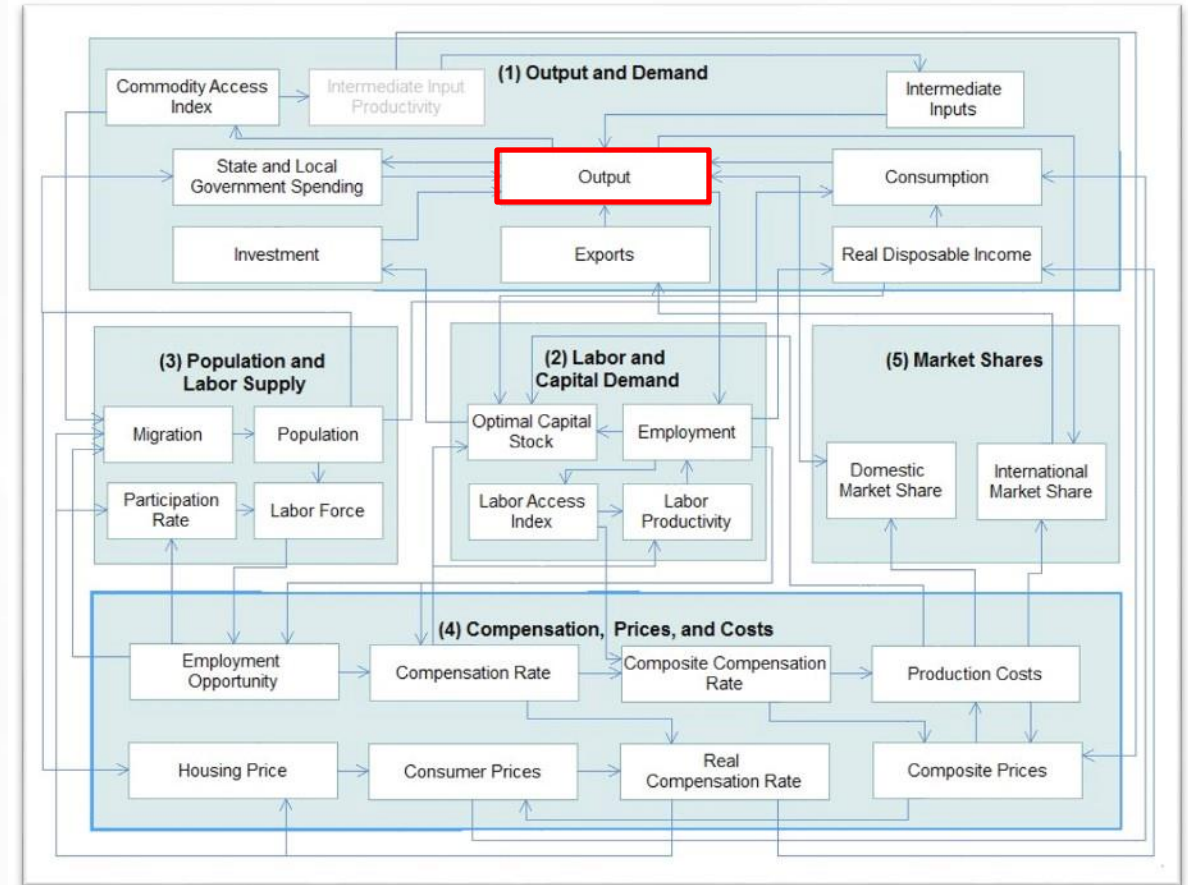 (1) Output and Demand
Commodity Access
Index
Intermediate Input
Productivity
Intermediate
Inputs
State and Local
Government Spending
Output
Consumption
Investment
Exports
Real Disposable Income
(3) Population and
Labor Supply
Migration
Population
Participation
Rate
Labor Force
(2) Labor and
Capital Demand
Optimal Capital
Stock
Employment
Labor Access
Index
Labor
Productivity
(5) Market Shares
Domestic
Market Share
International
Market Share
(4) Compensation, Prices, and Costs
Employment
Opportunity
Compensation Rate
Composite Compensation
Rate
Production Costs
Housing Price
Consumer Prices
Real
Compensation Rate
Composite Prices